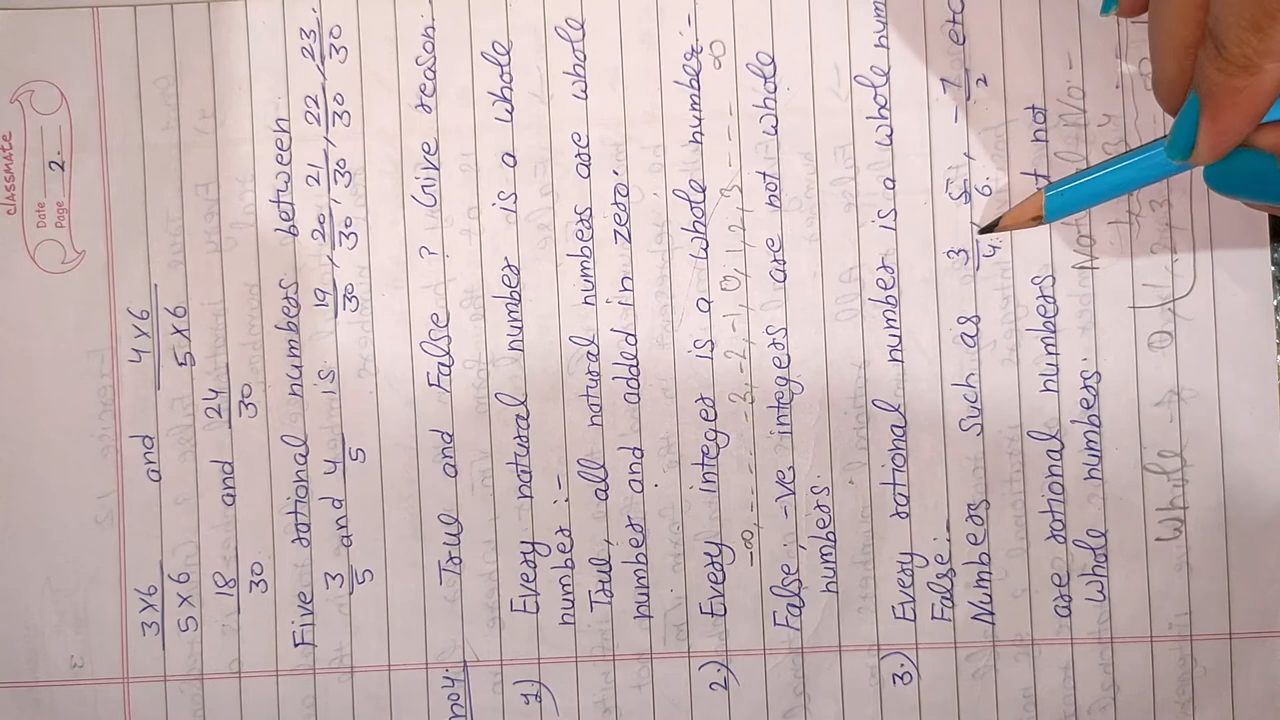 CLASSMATE
Date
Page 2.
3×6/5×6 and 4×6/5×6
18/30 and 24/30
Five rational numbers between
3/5 and 4/5 is 19/30, 20/30, 21/30, 22/30, 23/30.
no4. True and False? Give reason.
1) Every natural number is a whole
number :-
True, all natural numbers are whole
number and added in zero.
2.) Every integer is a whole number:-
-∞, ---- -3, -2, -1, 0, 1, 2, 3 ---- ∞
False, -ve integers are not whole
numbers.
3.) Every rational number is a whole num
False:-
Numbers such as 3/4, 5/6, -7/2 etc
are rational numbers not
whole numbers.
Whole → 0, 1, 2, 3